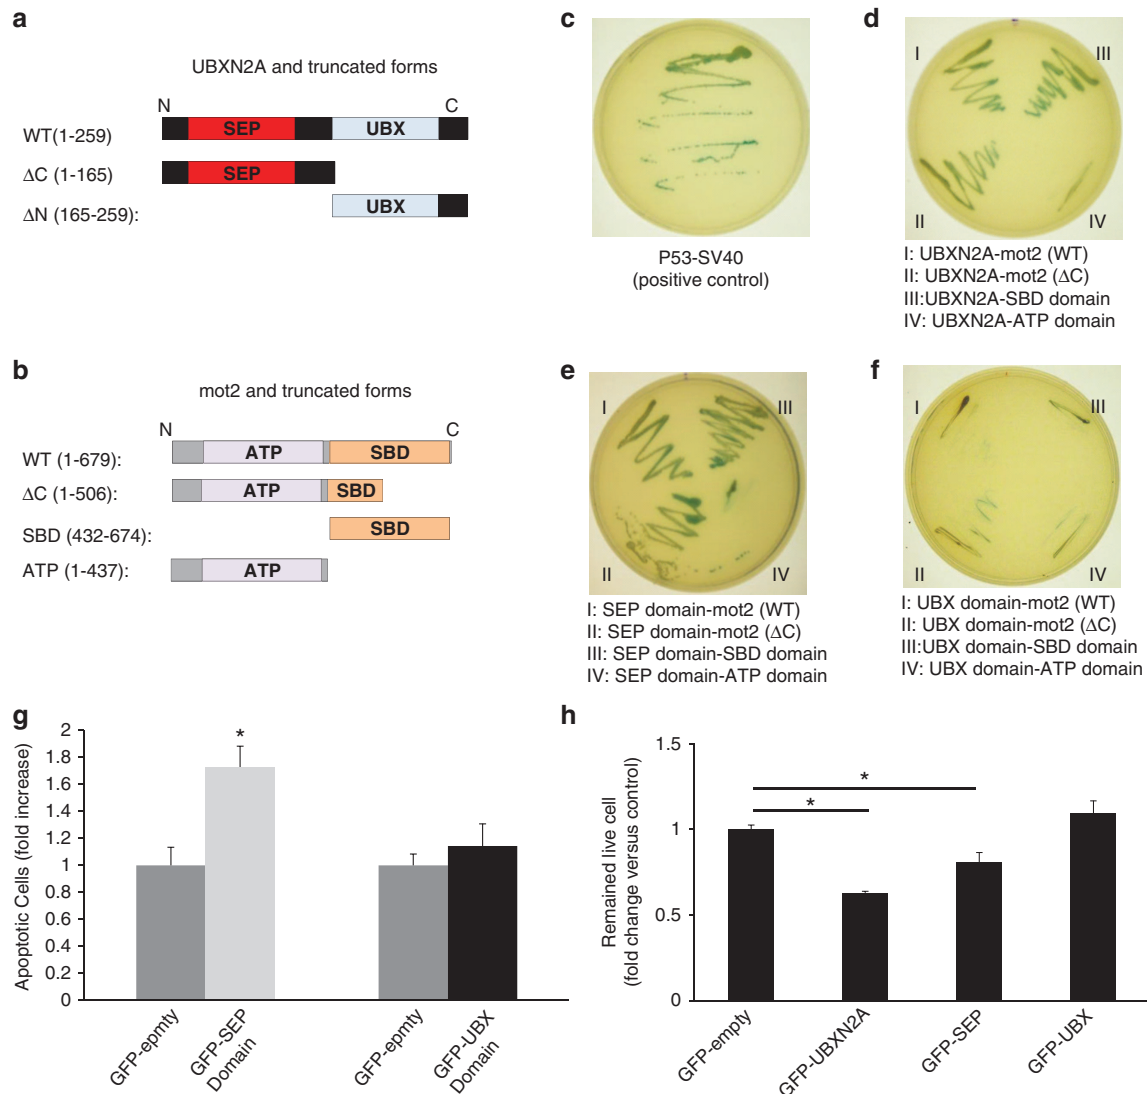 a
UBXN2A and truncated forms
N
C
WT(1-259)
SEP
UBX
ΔC (1-165)
SEP
ΔN (165-259):
UBX
b
mot2 and truncated forms
N
C
WT (1-679):
ATP
SBD
ΔC (1-506):
ATP
SBD
SBD (432-674):
SBD
ATP (1-437):
ATP
c
P53-SV40
(positive control)
d
I
III
II
IV
I: UBXN2A-mot2 (WT)
II: UBXN2A-mot2 (ΔC)
III:UBXN2A-SBD domain
IV: UBXN2A-ATP domain
e
I
III
II
IV
I: SEP domain-mot2 (WT)
II: SEP domain-mot2 (ΔC)
III: SEP domain-SBD domain
IV: SEP domain-ATP domain
f
I
III
II
IV
I: UBX domain-mot2 (WT)
II: UBX domain-mot2 (ΔC)
III:UBX domain-SBD domain
IV: UBX domain-ATP domain
g
Apoptotic Cells (fold increase)
2
1.8
1.6
1.4
1.2
1
0.8
0.6
0.4
0.2
0
*
GFP-epmty
GFP-SEP
Domain
GFP-epmty
GFP-UBX
Domain
h
Remained live cell
(fold change versus control)
1.5
1
0.5
0
*
*
GFP-empty
GFP-UBXN2A
GFP-SEP
GFP-UBX